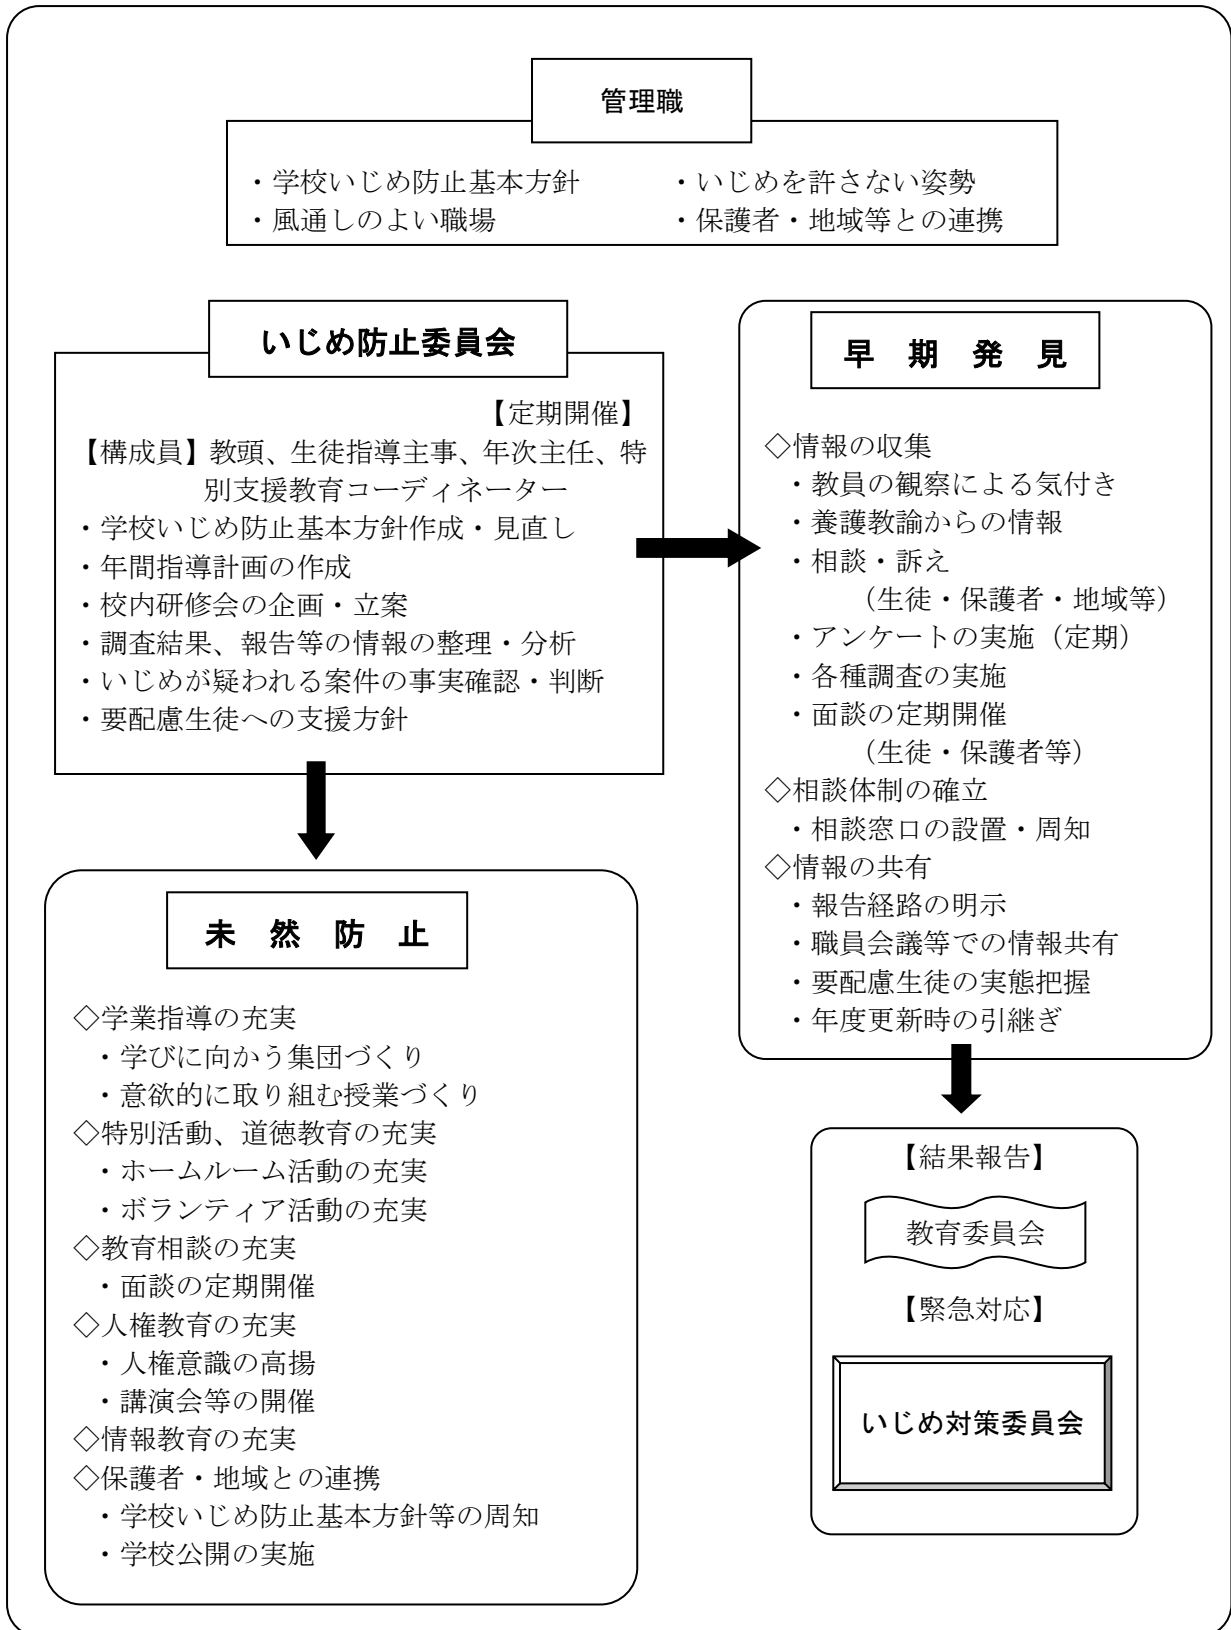 管理職
・学校いじめ防止基本方針　　　・いじめを許さない姿勢
・風通しのよい職場　　　　　　・保護者・地域等との連携
いじめ防止委員会
【定期開催】
【構成員】教頭、生徒指導主事、年次主任、特
別支援教育コーディネーター
・学校いじめ防止基本方針作成・見直し
・年間指導計画の作成
・校内研修会の企画・立案
・調査結果、報告等の情報の整理・分析
・いじめが疑われる案件の事実確認・判断
・要配慮生徒への支援方針
早　期　発　見
◇情報の収集
・教員の観察による気付き
・養護教諭からの情報
・相談・訴え
（生徒・保護者・地域等）
・アンケートの実施（定期）
・各種調査の実施
・面談の定期開催
（生徒・保護者等）
◇相談体制の確立
・相談窓口の設置・周知
◇情報の共有
・報告経路の明示
・職員会議等での情報共有
・要配慮生徒の実態把握
・年度更新時の引継ぎ
未　然　防　止
◇学業指導の充実
・学びに向かう集団づくり
・意欲的に取り組む授業づくり
◇特別活動、道徳教育の充実
・ホームルーム活動の充実
・ボランティア活動の充実
◇教育相談の充実
・面談の定期開催
◇人権教育の充実
・人権意識の高揚
・講演会等の開催
◇情報教育の充実
◇保護者・地域との連携
・学校いじめ防止基本方針等の周知
・学校公開の実施
【結果報告】
教育委員会
【緊急対応】
いじめ対策委員会